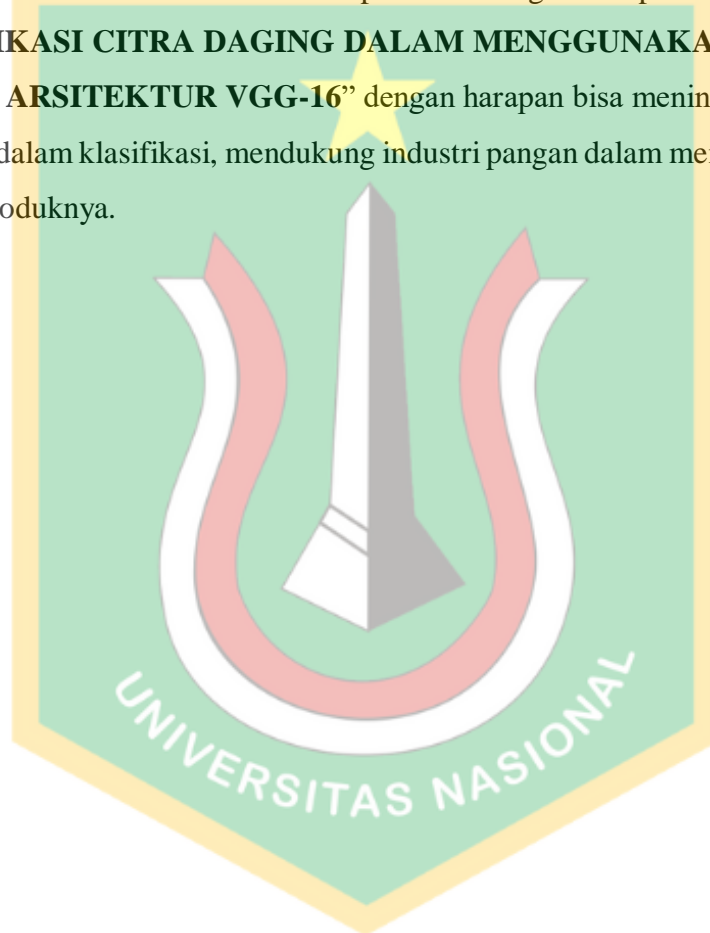 IKASI CITRA DAGING DALAM MENGGUNAKA
ARSITEKTUR VGG-16” dengan harapan bisa menin
dalam klasifikasi, mendukung industri pangan dalam me
oduknya.
UNIVERSITAS NASIONAL